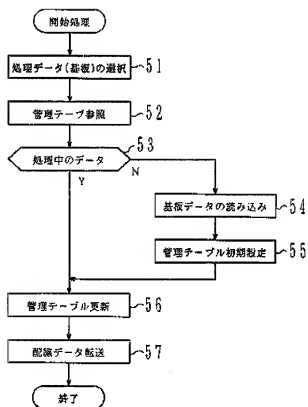 開始処理
処理データ(基板)の選択
51
管理テーブ参照
52
処理中のデータ
53
Y
N
基板データの読み込み
54
管理テーブル初期設定
55
管理テーブル更新
56
配線データ転送
57
終了